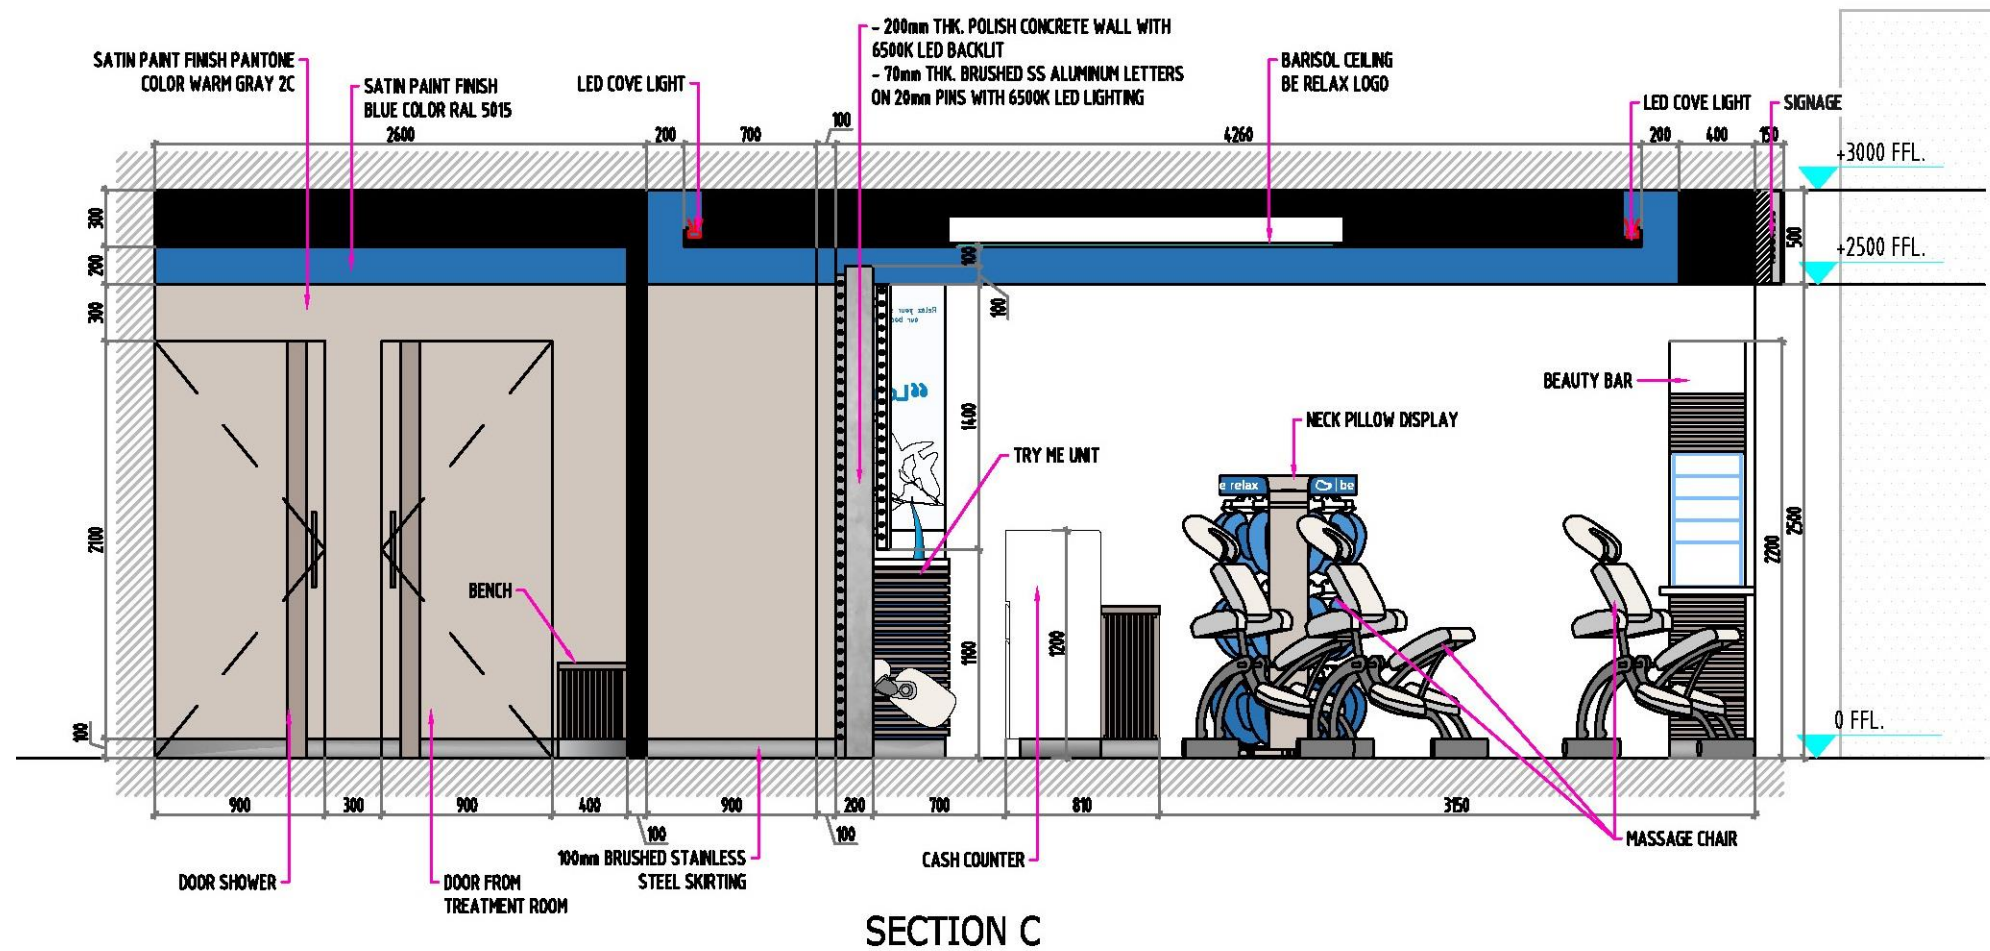 - 200mm THK. POLISH CONCRETE WALL WITH
6500K LED BACKLIT
- 70mm THK. BRUSHED SS ALUMINUM LETTERS
ON 20mm PINS WITH 6500K LED LIGHTING
SATIN PAINT FINISH PANTONE
COLOR WARM GRAY 2C
SATIN PAINT FINISH
BLUE COLOR RAL 5015
LED COVE LIGHT
BARISOL CEILING
BE RELAX LOGO
LED COVE LIGHT
SIGNAGE
2600
200
700
100
4260
200
400
150
+3000 FFL.
300
200
300
2100
100
100
1400
1100
500
+2500 FFL.
Relax your
our
BEAUTY BAR
NECK PILLOW DISPLAY
TRY ME UNIT
e relax
be
BENCH
1200
2200
2500
0 FFL.
900
300
900
400
100
900
100
200
700
810
3150
100mm BRUSHED STAINLESS
STEEL SKIRTING
CASH COUNTER
MASSAGE CHAIR
DOOR SHOWER
DOOR FROM
TREATMENT ROOM
SECTION C